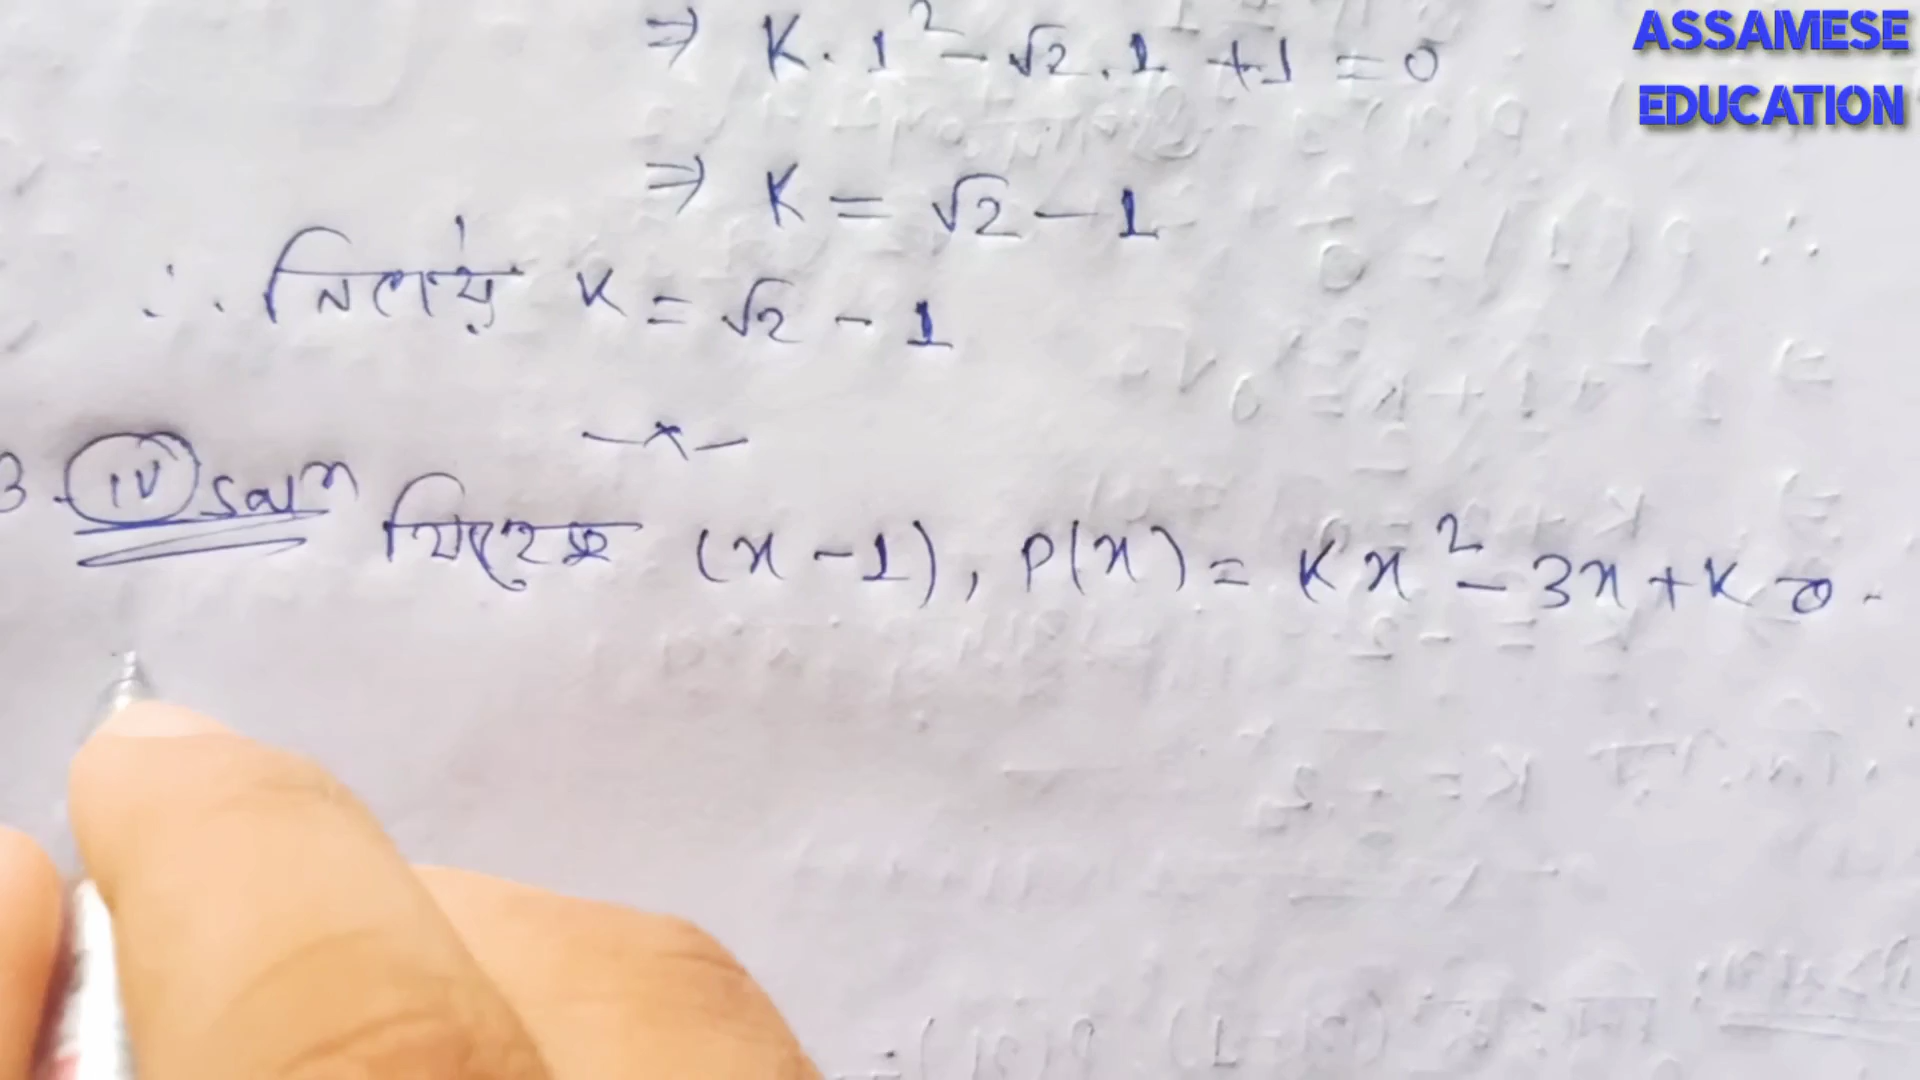 ⇒ K · 1² - √2 . 1 + 1 = 0
ASSAMESE
EDUCATION
⇒ K = √2 - 1
∴ নিৰ্ণেয় K = √2 - 1
—x—
3. (iv) Solⁿ যিহেতু (x - 1), P(x) = Kx² - 3x + K ৰ